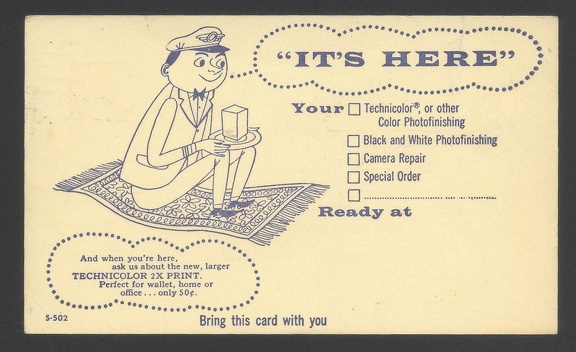 "IT'S HERE"
Your
Technicolor®, or other
Color Photofinishing
Black and White Photofinishing
Camera Repair
Special Order
Ready at
And when you're here,
ask us about the new, larger
TECHNICOLOR 2X PRINT.
Perfect for wallet, home or
office . . . only 50¢.
S-502
Bring this card with you